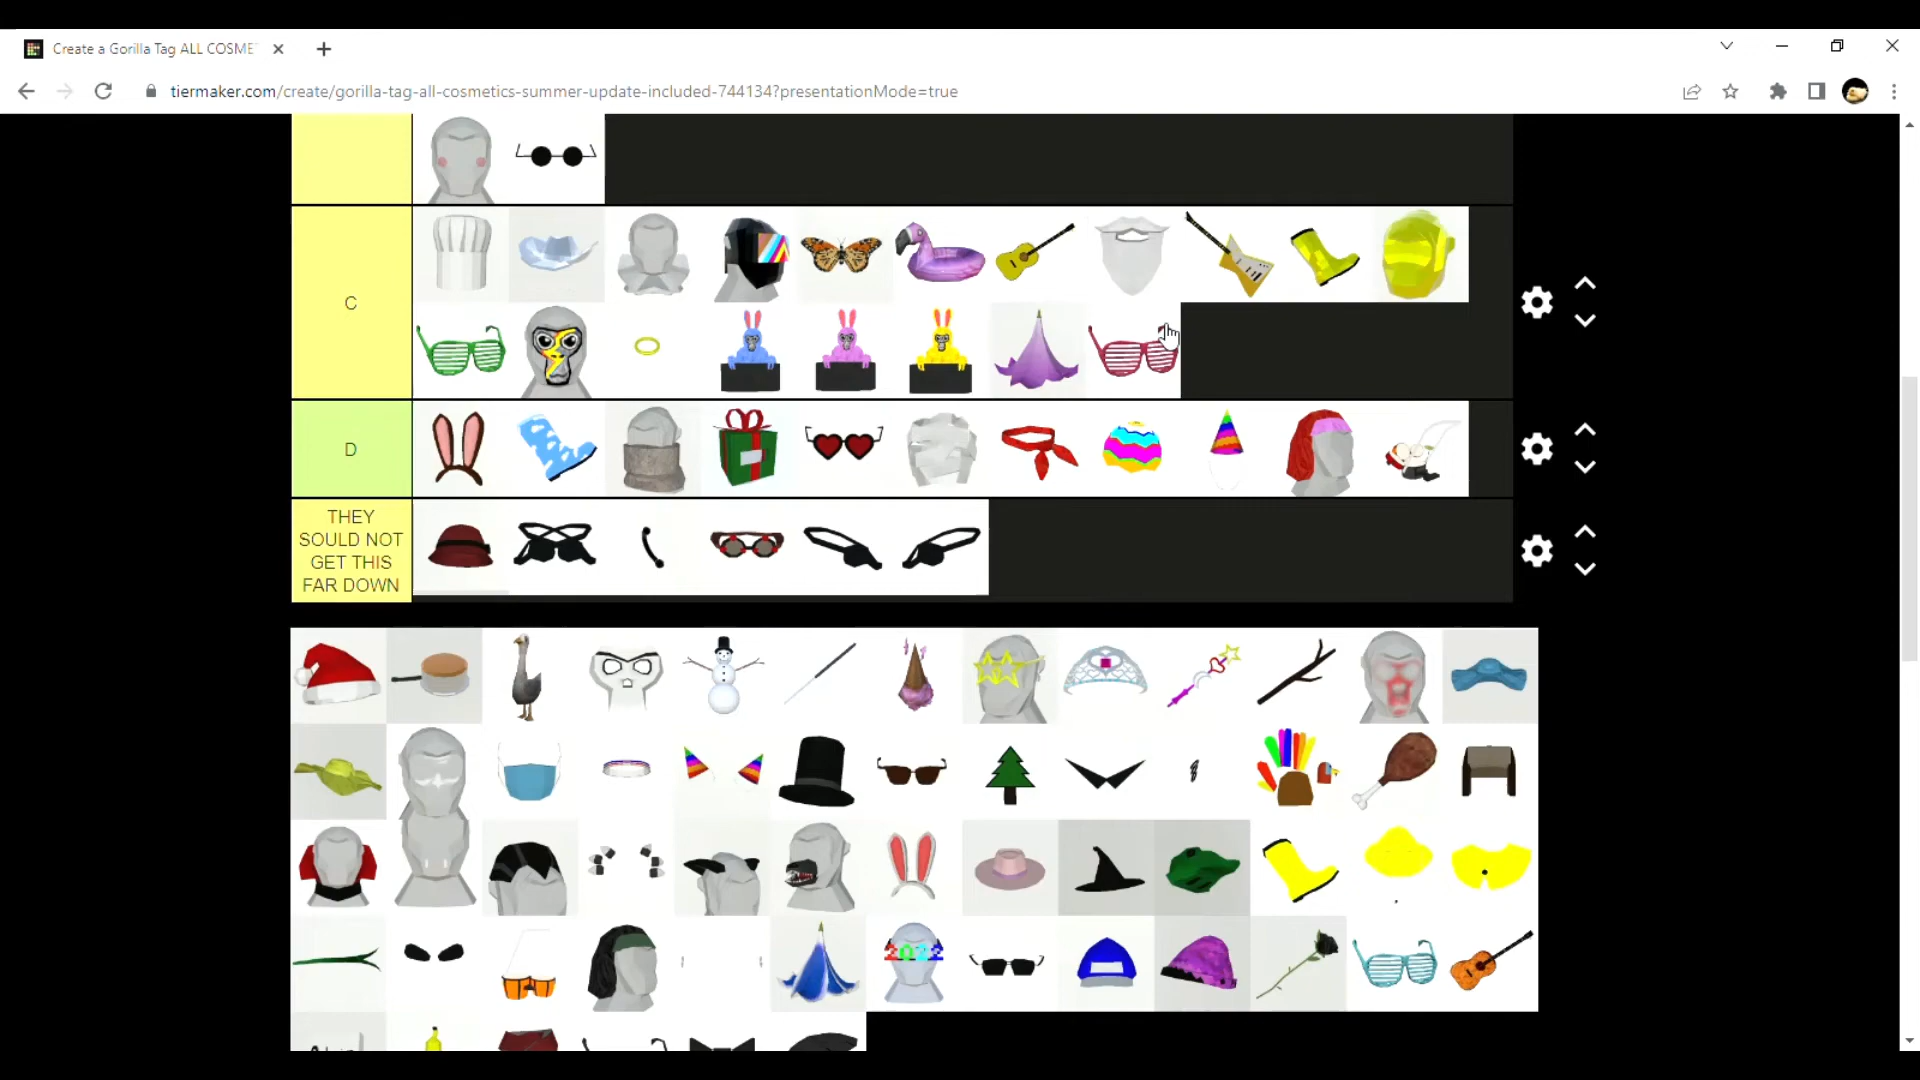 Create a Gorilla Tag ALL COSME
tiermaker.com/create/gorilla-tag-all-cosmetics-summer-update-included-744134?presentationMode=true
C
D
THEY
SOULD NOT
GET THIS
FAR DOWN
2022